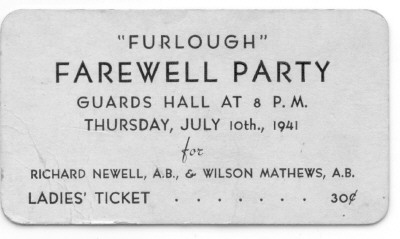 "FURLOUGH"
FAREWELL PARTY
GUARDS HALL AT 8 P.M.
THURSDAY, JULY 10th., 1941
for
RICHARD NEWELL, A.B., & WILSON MATHEWS, A.B.
LADIES' TICKET . . . . . . . 30¢